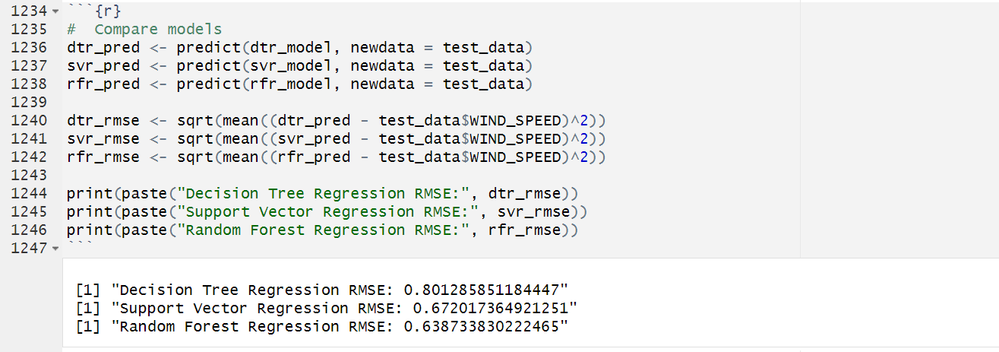 1234 ```{r}
1235 #  Compare models
1236 dtr_pred <- predict(dtr_model, newdata = test_data)
1237 svr_pred <- predict(svr_model, newdata = test_data)
1238 rfr_pred <- predict(rfr_model, newdata = test_data)
1239
1240 dtr_rmse <- sqrt(mean((dtr_pred - test_data$WIND_SPEED)^2))
1241 svr_rmse <- sqrt(mean((svr_pred - test_data$WIND_SPEED)^2))
1242 rfr_rmse <- sqrt(mean((rfr_pred - test_data$WIND_SPEED)^2))
1243
1244 print(paste("Decision Tree Regression RMSE:", dtr_rmse))
1245 print(paste("Support Vector Regression RMSE:", svr_rmse))
1246 print(paste("Random Forest Regression RMSE:", rfr_rmse))
1247 ```
[1] "Decision Tree Regression RMSE: 0.801285851184447"
[1] "Support Vector Regression RMSE: 0.672017364921251"
[1] "Random Forest Regression RMSE: 0.638733830222465"